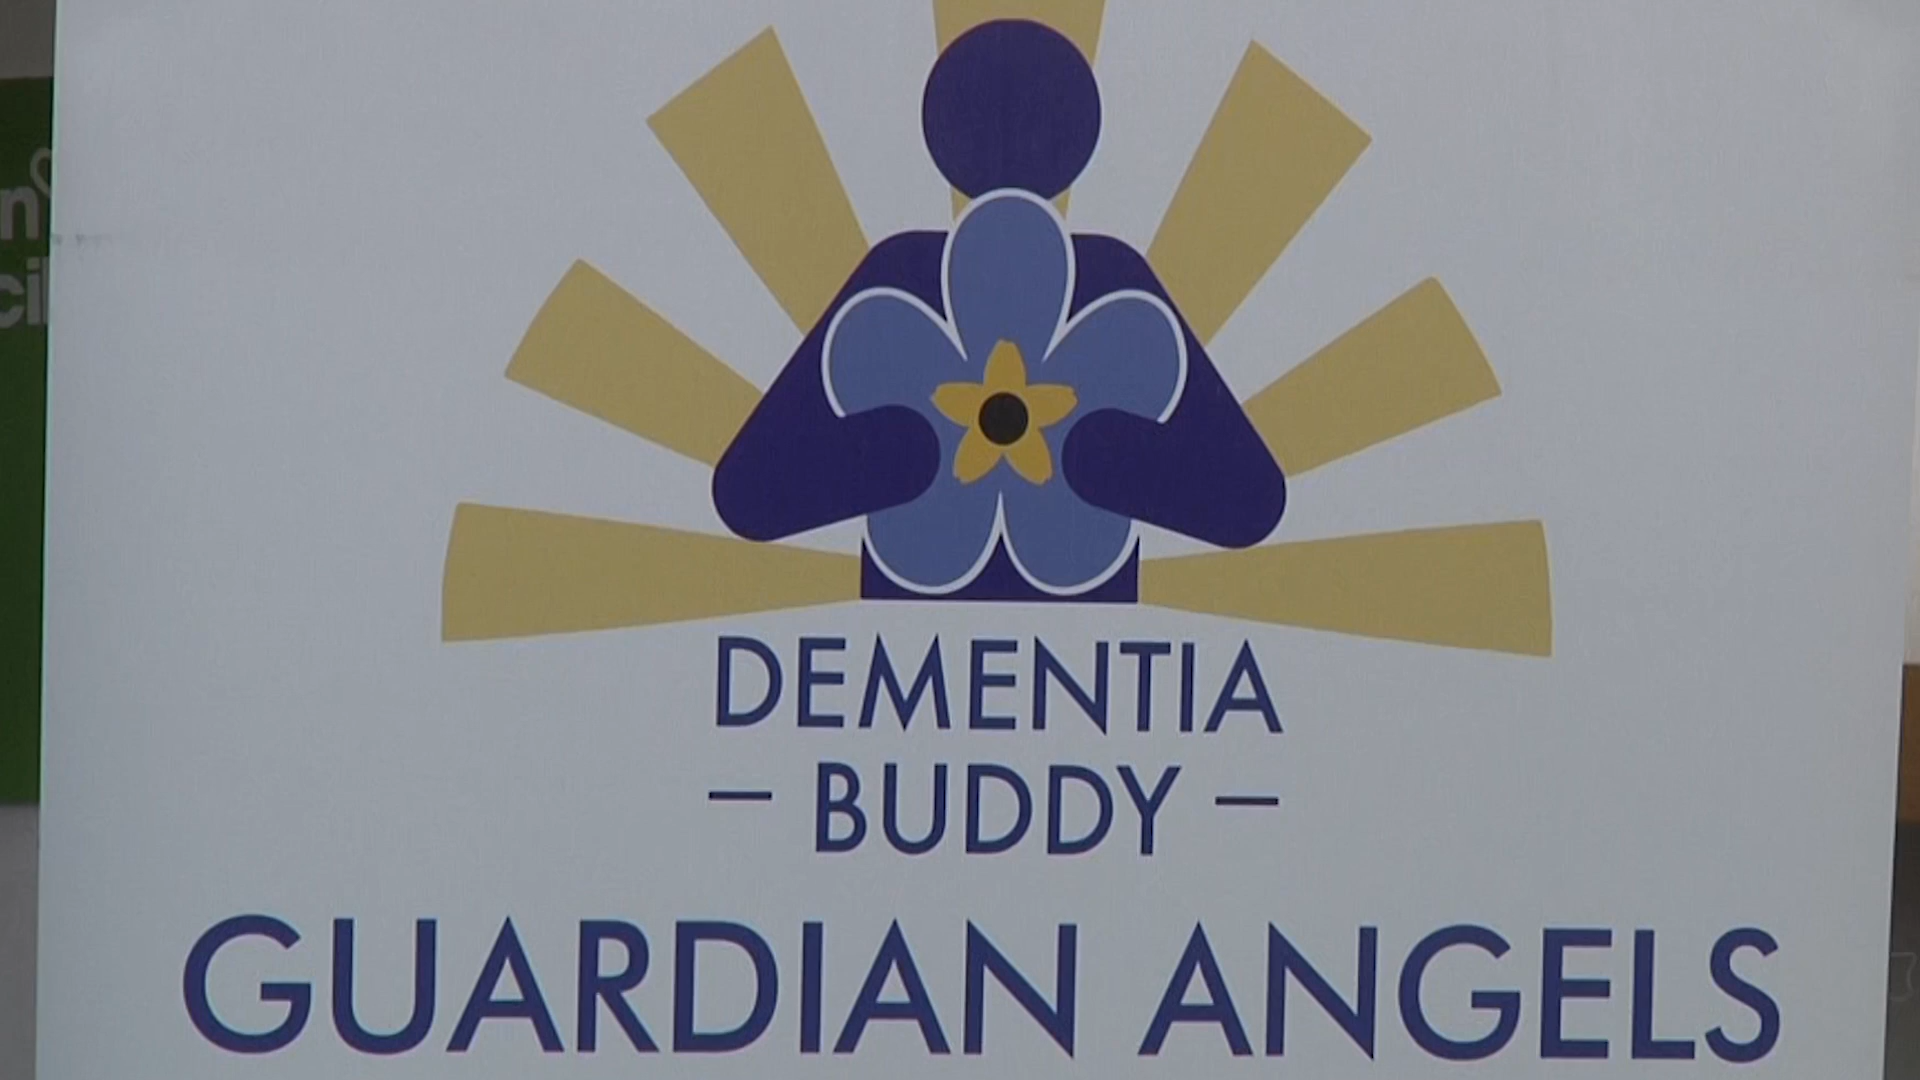 DEMENTIA
– BUDDY –
GUARDIAN ANGELS